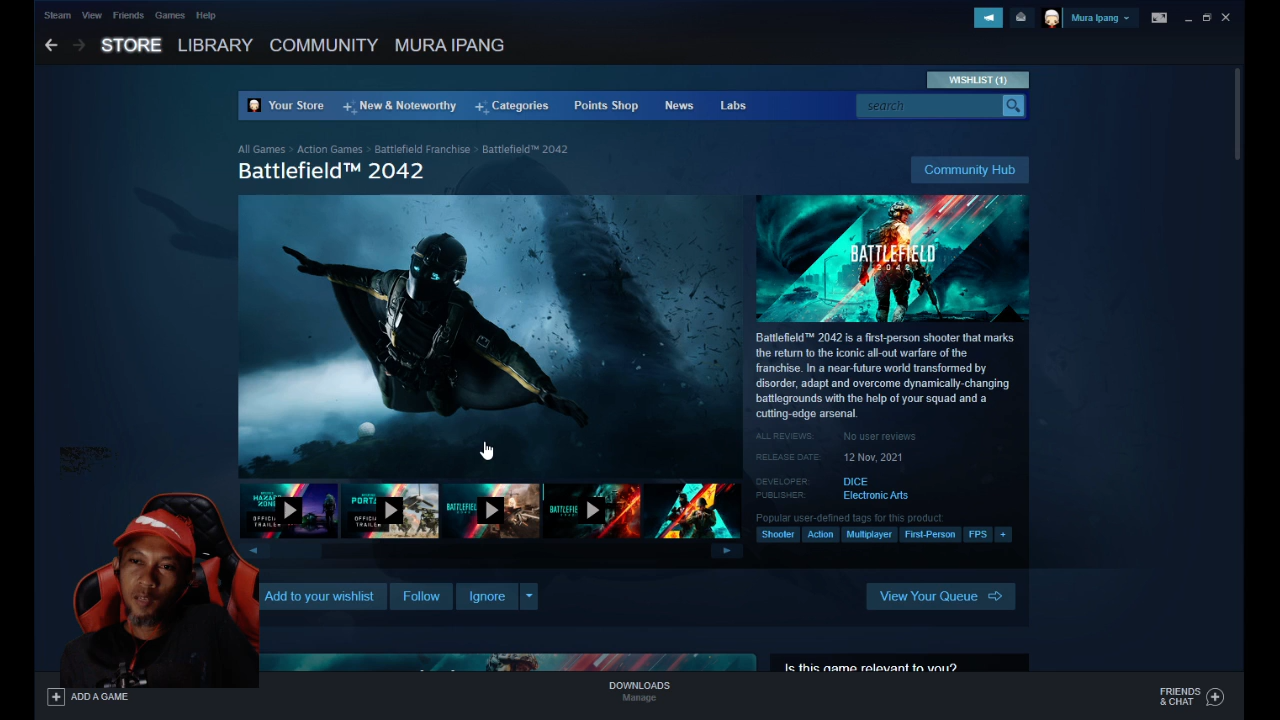 Steam View Friends Games Help
Mura Ipang
STORE LIBRARY COMMUNITY MURA IPANG
WISHLIST (1)
Your Store New & Noteworthy Categories Points Shop News Labs
search
All Games > Action Games > Battlefield Franchise > Battlefield™ 2042
Battlefield™ 2042
Community Hub
BATTLEFIELD
2042
Battlefield™ 2042 is a first-person shooter that marks
the return to the iconic all-out warfare of the
franchise. In a near-future world transformed by
disorder, adapt and overcome dynamically-changing
battlegrounds with the help of your squad and a
cutting-edge arsenal.
ALL REVIEWS: No user reviews
RELEASE DATE: 12 Nov, 2021
DEVELOPER: DICE
PUBLISHER: Electronic Arts
Popular user-defined tags for this product:
Shooter Action Multiplayer First-Person FPS +
OFFICIAL
TRAILER
OFFICIAL
TRAILER
Add to your wishlist Follow Ignore
View Your Queue
Is this game relevant to you?
ADD A GAME
DOWNLOADS
Manage
FRIENDS
& CHAT